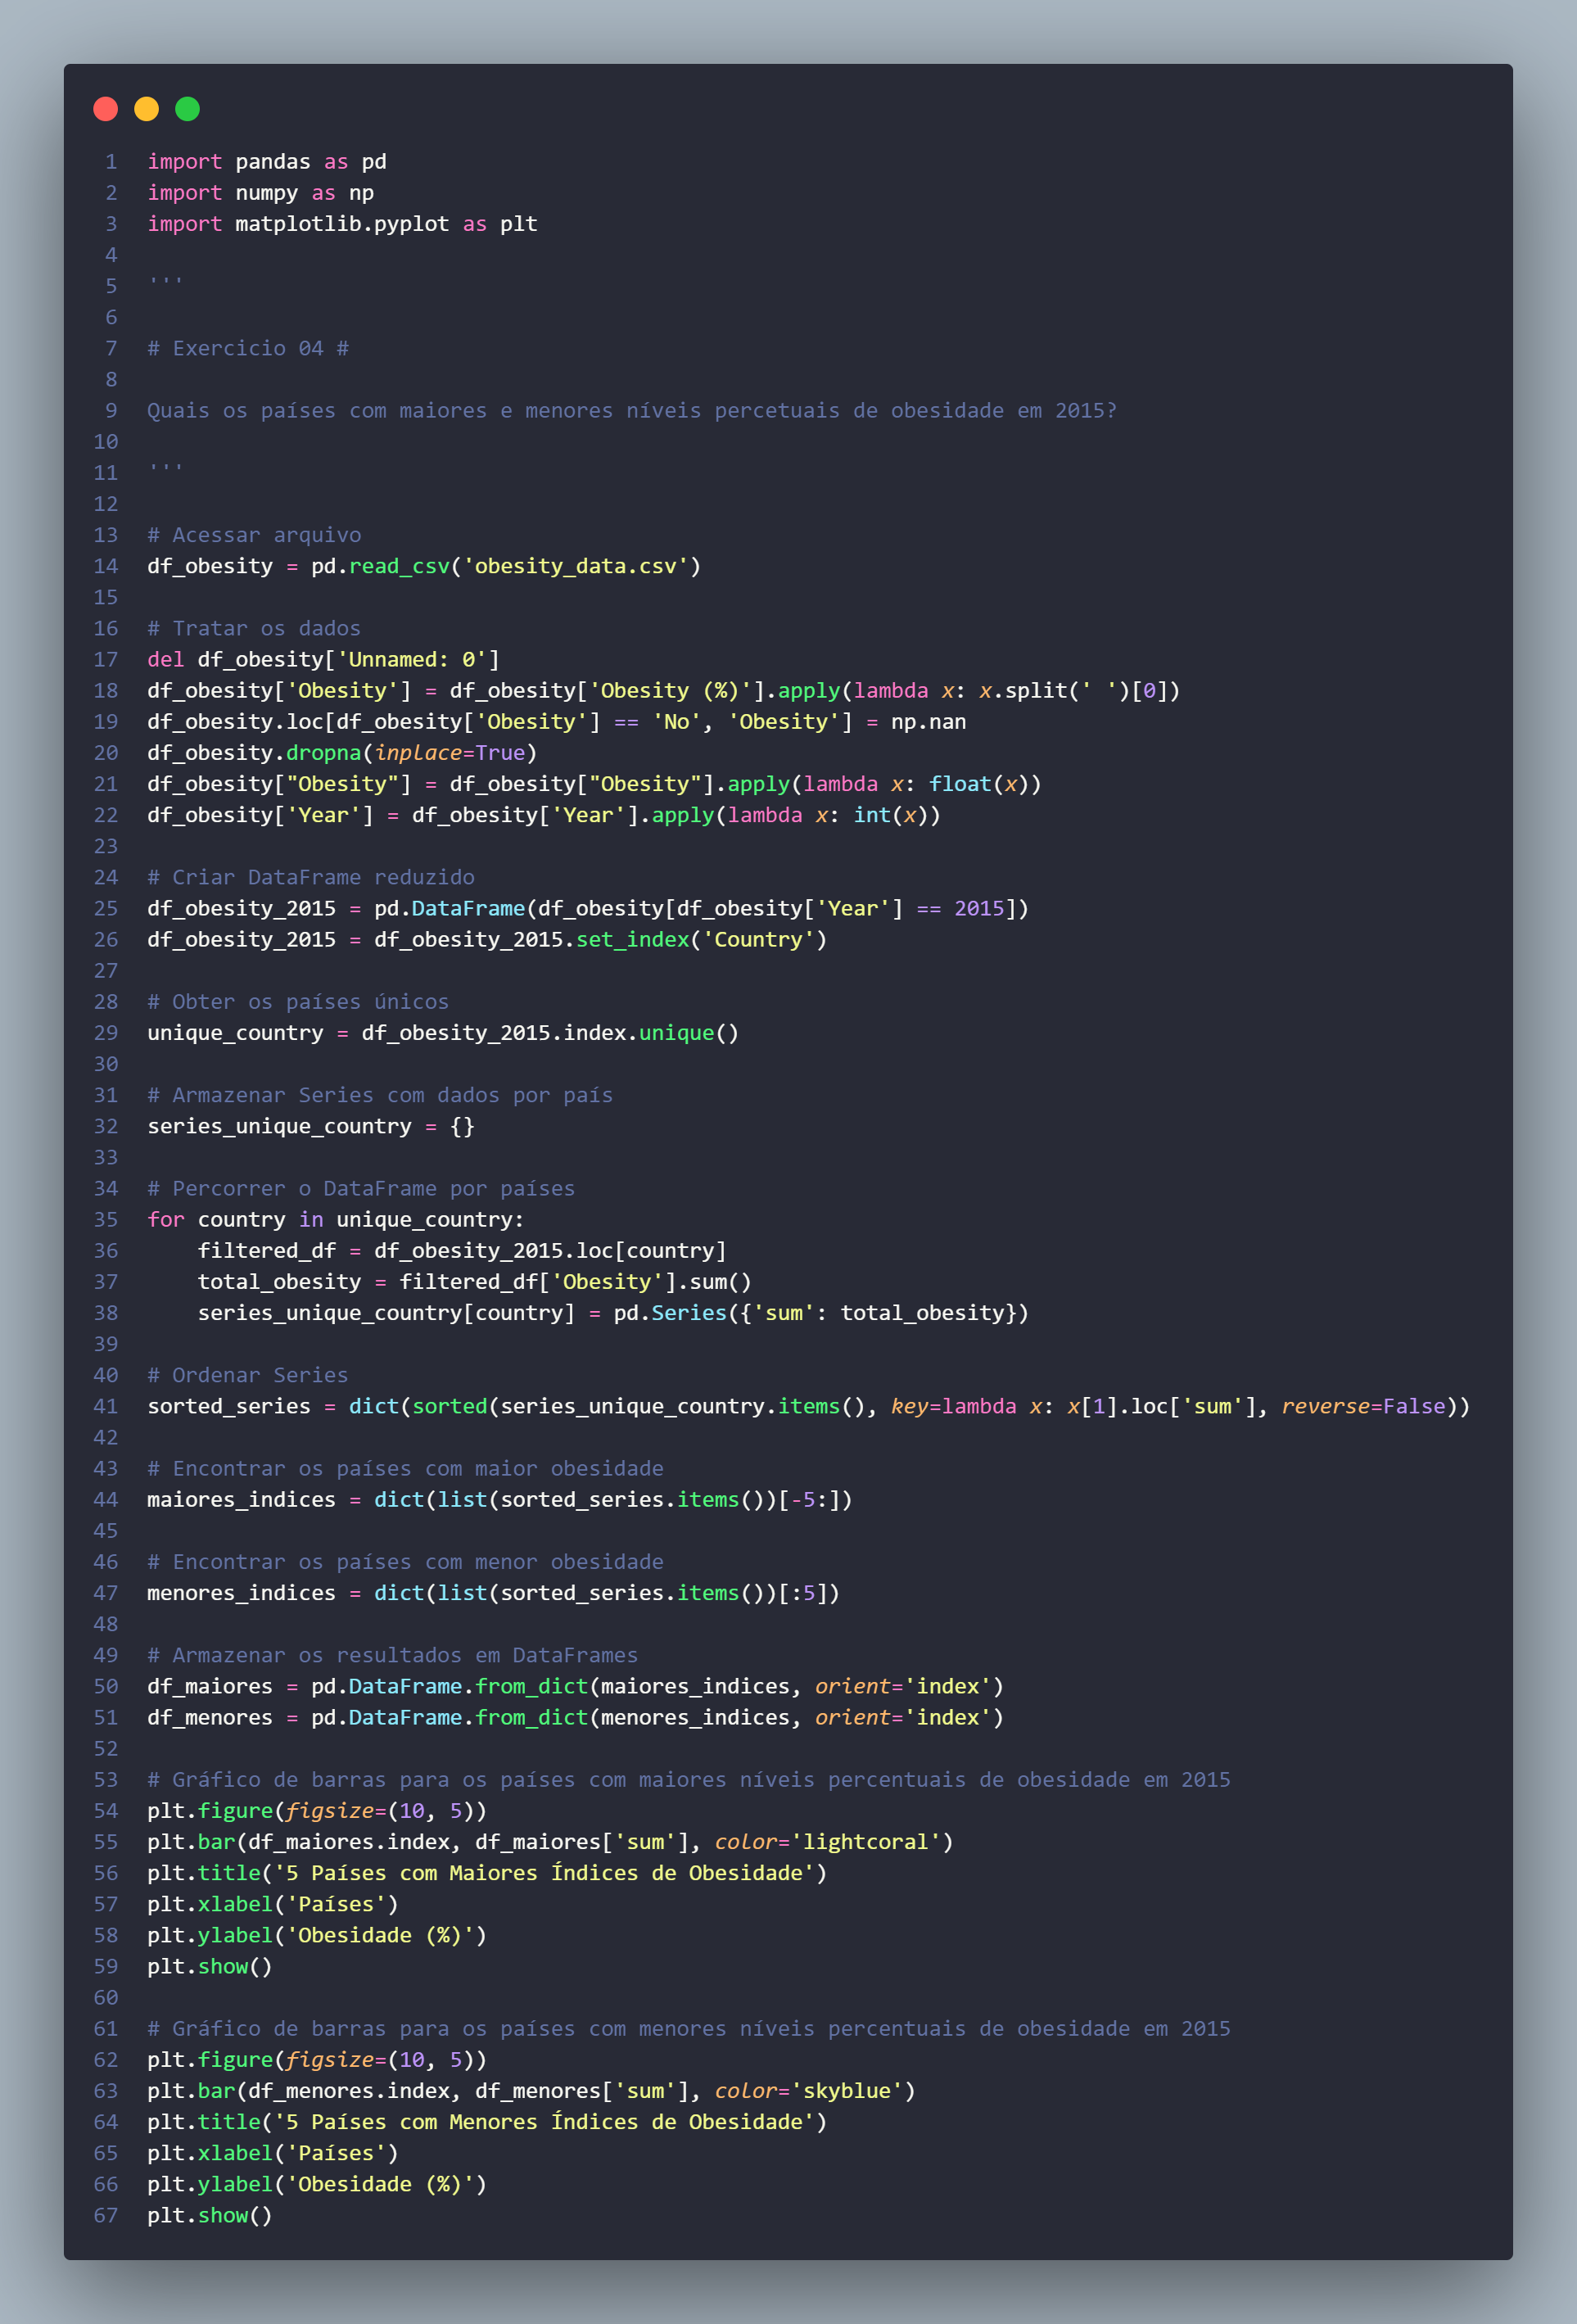 1 import pandas as pd
2 import numpy as np
3 import matplotlib.pyplot as plt
4
5 '''
6
7 # Exercicio 04 #
8
9 Quais os países com maiores e menores níveis percetuais de obesidade em 2015?
10
11 '''
12
13 # Acessar arquivo
14 df_obesity = pd.read_csv('obesity_data.csv')
15
16 # Tratar os dados
17 del df_obesity['Unnamed: 0']
18 df_obesity['Obesity'] = df_obesity['Obesity (%)'].apply(lambda x: x.split(' ')[0])
19 df_obesity.loc[df_obesity['Obesity'] == 'No', 'Obesity'] = np.nan
20 df_obesity.dropna(inplace=True)
21 df_obesity["Obesity"] = df_obesity["Obesity"].apply(lambda x: float(x))
22 df_obesity['Year'] = df_obesity['Year'].apply(lambda x: int(x))
23
24 # Criar DataFrame reduzido
25 df_obesity_2015 = pd.DataFrame(df_obesity[df_obesity['Year'] == 2015])
26 df_obesity_2015 = df_obesity_2015.set_index('Country')
27
28 # Obter os países únicos
29 unique_country = df_obesity_2015.index.unique()
30
31 # Armazenar Series com dados por país
32 series_unique_country = {}
33
34 # Percorrer o DataFrame por países
35 for country in unique_country:
36     filtered_df = df_obesity_2015.loc[country]
37     total_obesity = filtered_df['Obesity'].sum()
38     series_unique_country[country] = pd.Series({'sum': total_obesity})
39
40 # Ordenar Series
41 sorted_series = dict(sorted(series_unique_country.items(), key=lambda x: x[1].loc['sum'], reverse=False))
42
43 # Encontrar os países com maior obesidade
44 maiores_indices = dict(list(sorted_series.items())[-5:])
45
46 # Encontrar os países com menor obesidade
47 menores_indices = dict(list(sorted_series.items())[:5])
48
49 # Armazenar os resultados em DataFrames
50 df_maiores = pd.DataFrame.from_dict(maiores_indices, orient='index')
51 df_menores = pd.DataFrame.from_dict(menores_indices, orient='index')
52
53 # Gráfico de barras para os países com maiores níveis percentuais de obesidade em 2015
54 plt.figure(figsize=(10, 5))
55 plt.bar(df_maiores.index, df_maiores['sum'], color='lightcoral')
56 plt.title('5 Países com Maiores Índices de Obesidade')
57 plt.xlabel('Países')
58 plt.ylabel('Obesidade (%)')
59 plt.show()
60
61 # Gráfico de barras para os países com menores níveis percentuais de obesidade em 2015
62 plt.figure(figsize=(10, 5))
63 plt.bar(df_menores.index, df_menores['sum'], color='skyblue')
64 plt.title('5 Países com Menores Índices de Obesidade')
65 plt.xlabel('Países')
66 plt.ylabel('Obesidade (%)')
67 plt.show()